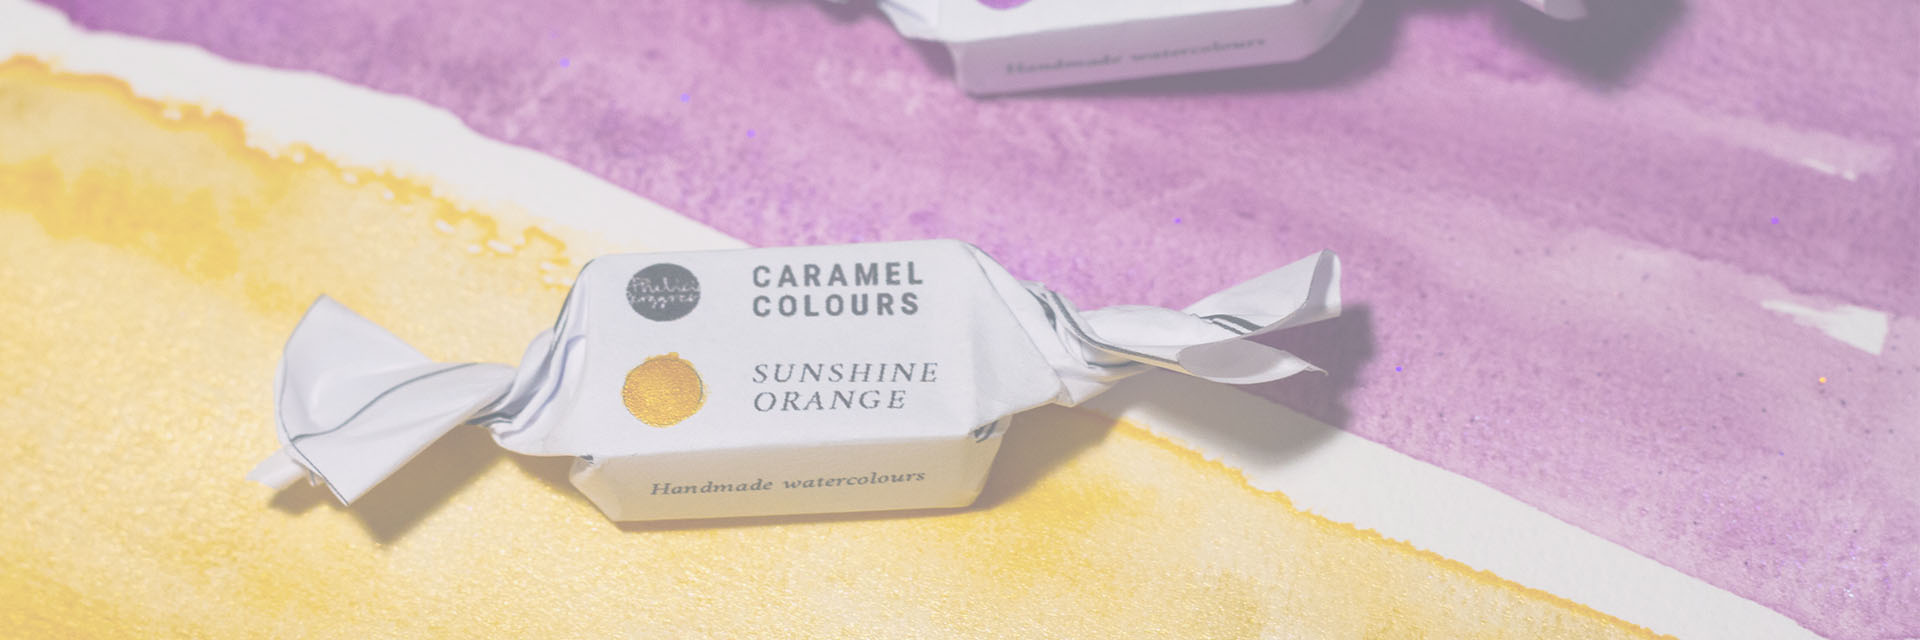 Handmade watercolours
CARAMEL
COLOURS
SUNSHINE
ORANGE
Handmade watercolours